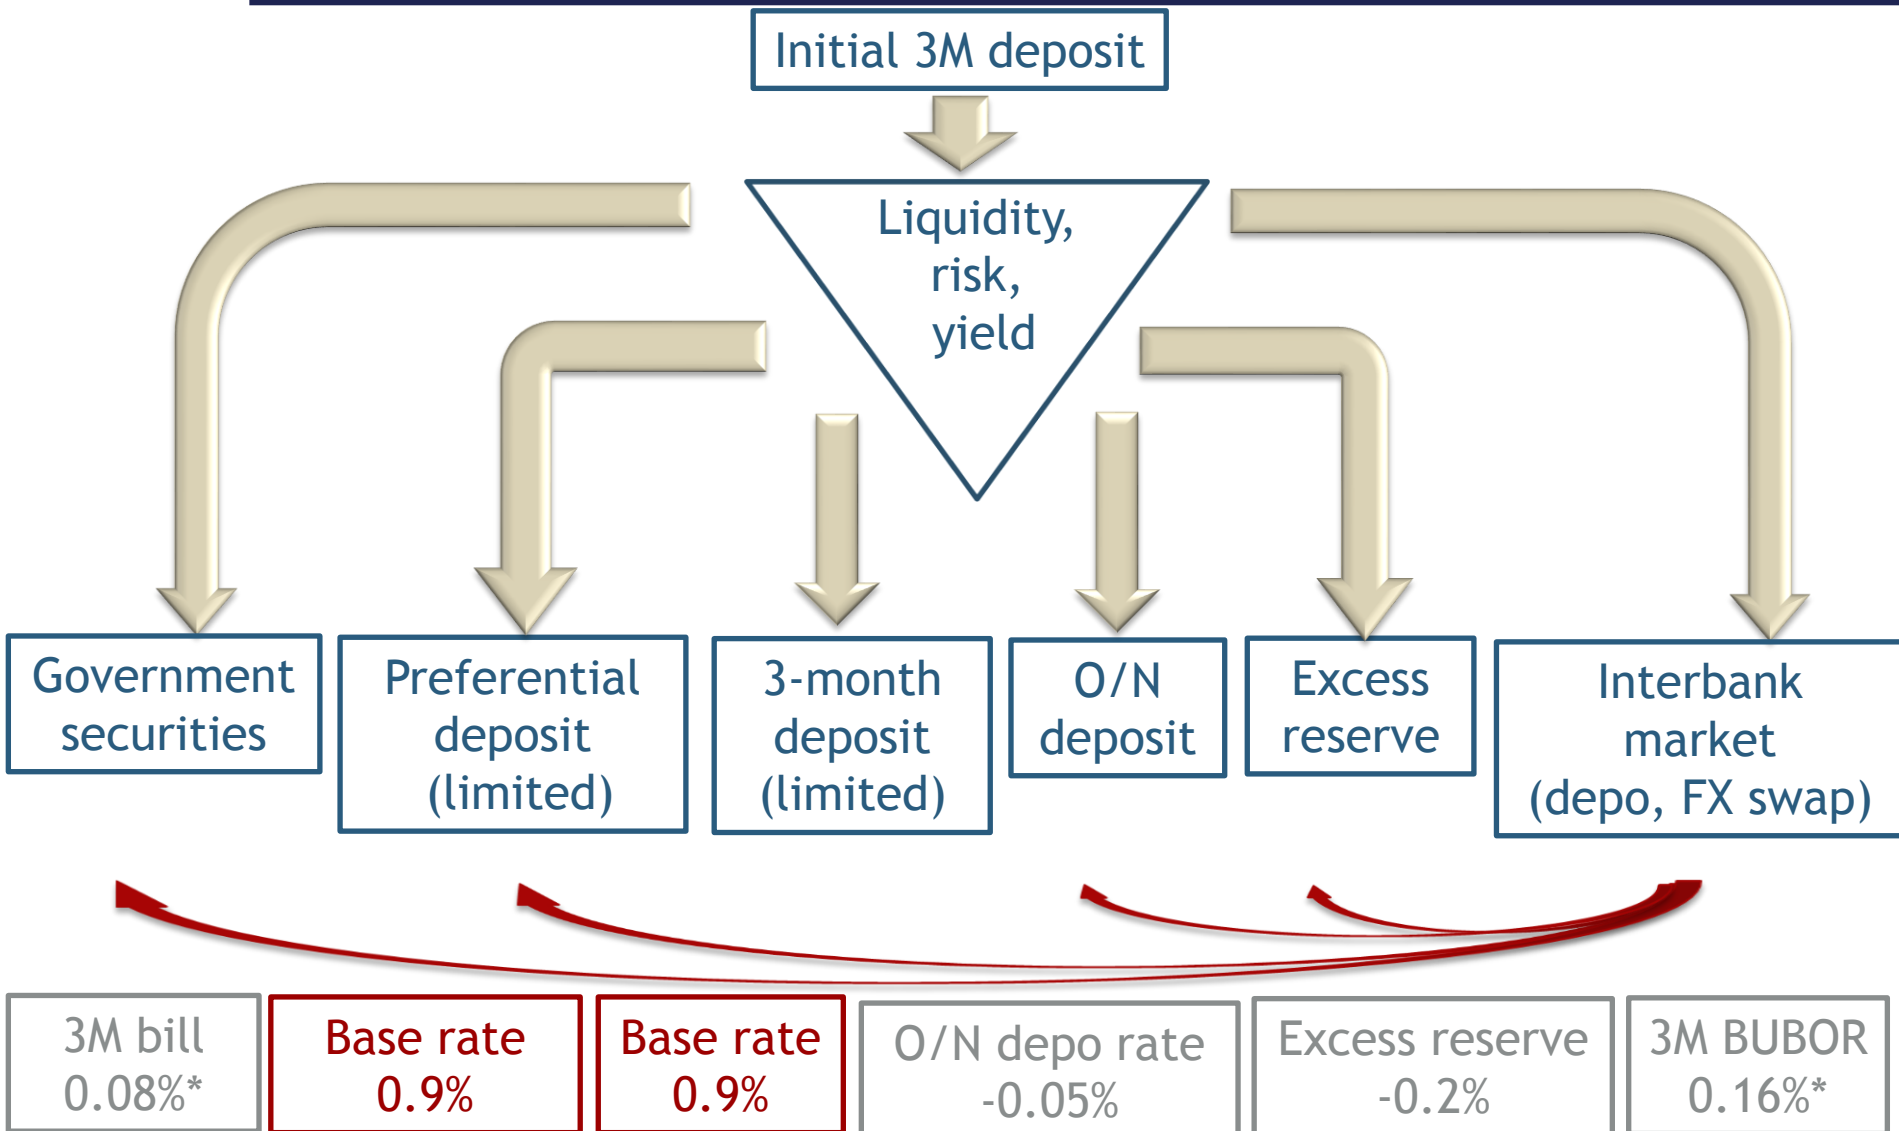 Initial 3M deposit
Liquidity,
risk,
yield
Government
securities
Preferential
deposit
(limited)
3-month
deposit
(limited)
O/N
deposit
Excess
reserve
Interbank
market
(depo, FX swap)
3M bill
0.08%*
Base rate
0.9%
Base rate
0.9%
O/N depo rate
-0.05%
Excess reserve
-0.2%
3M BUBOR
0.16%*